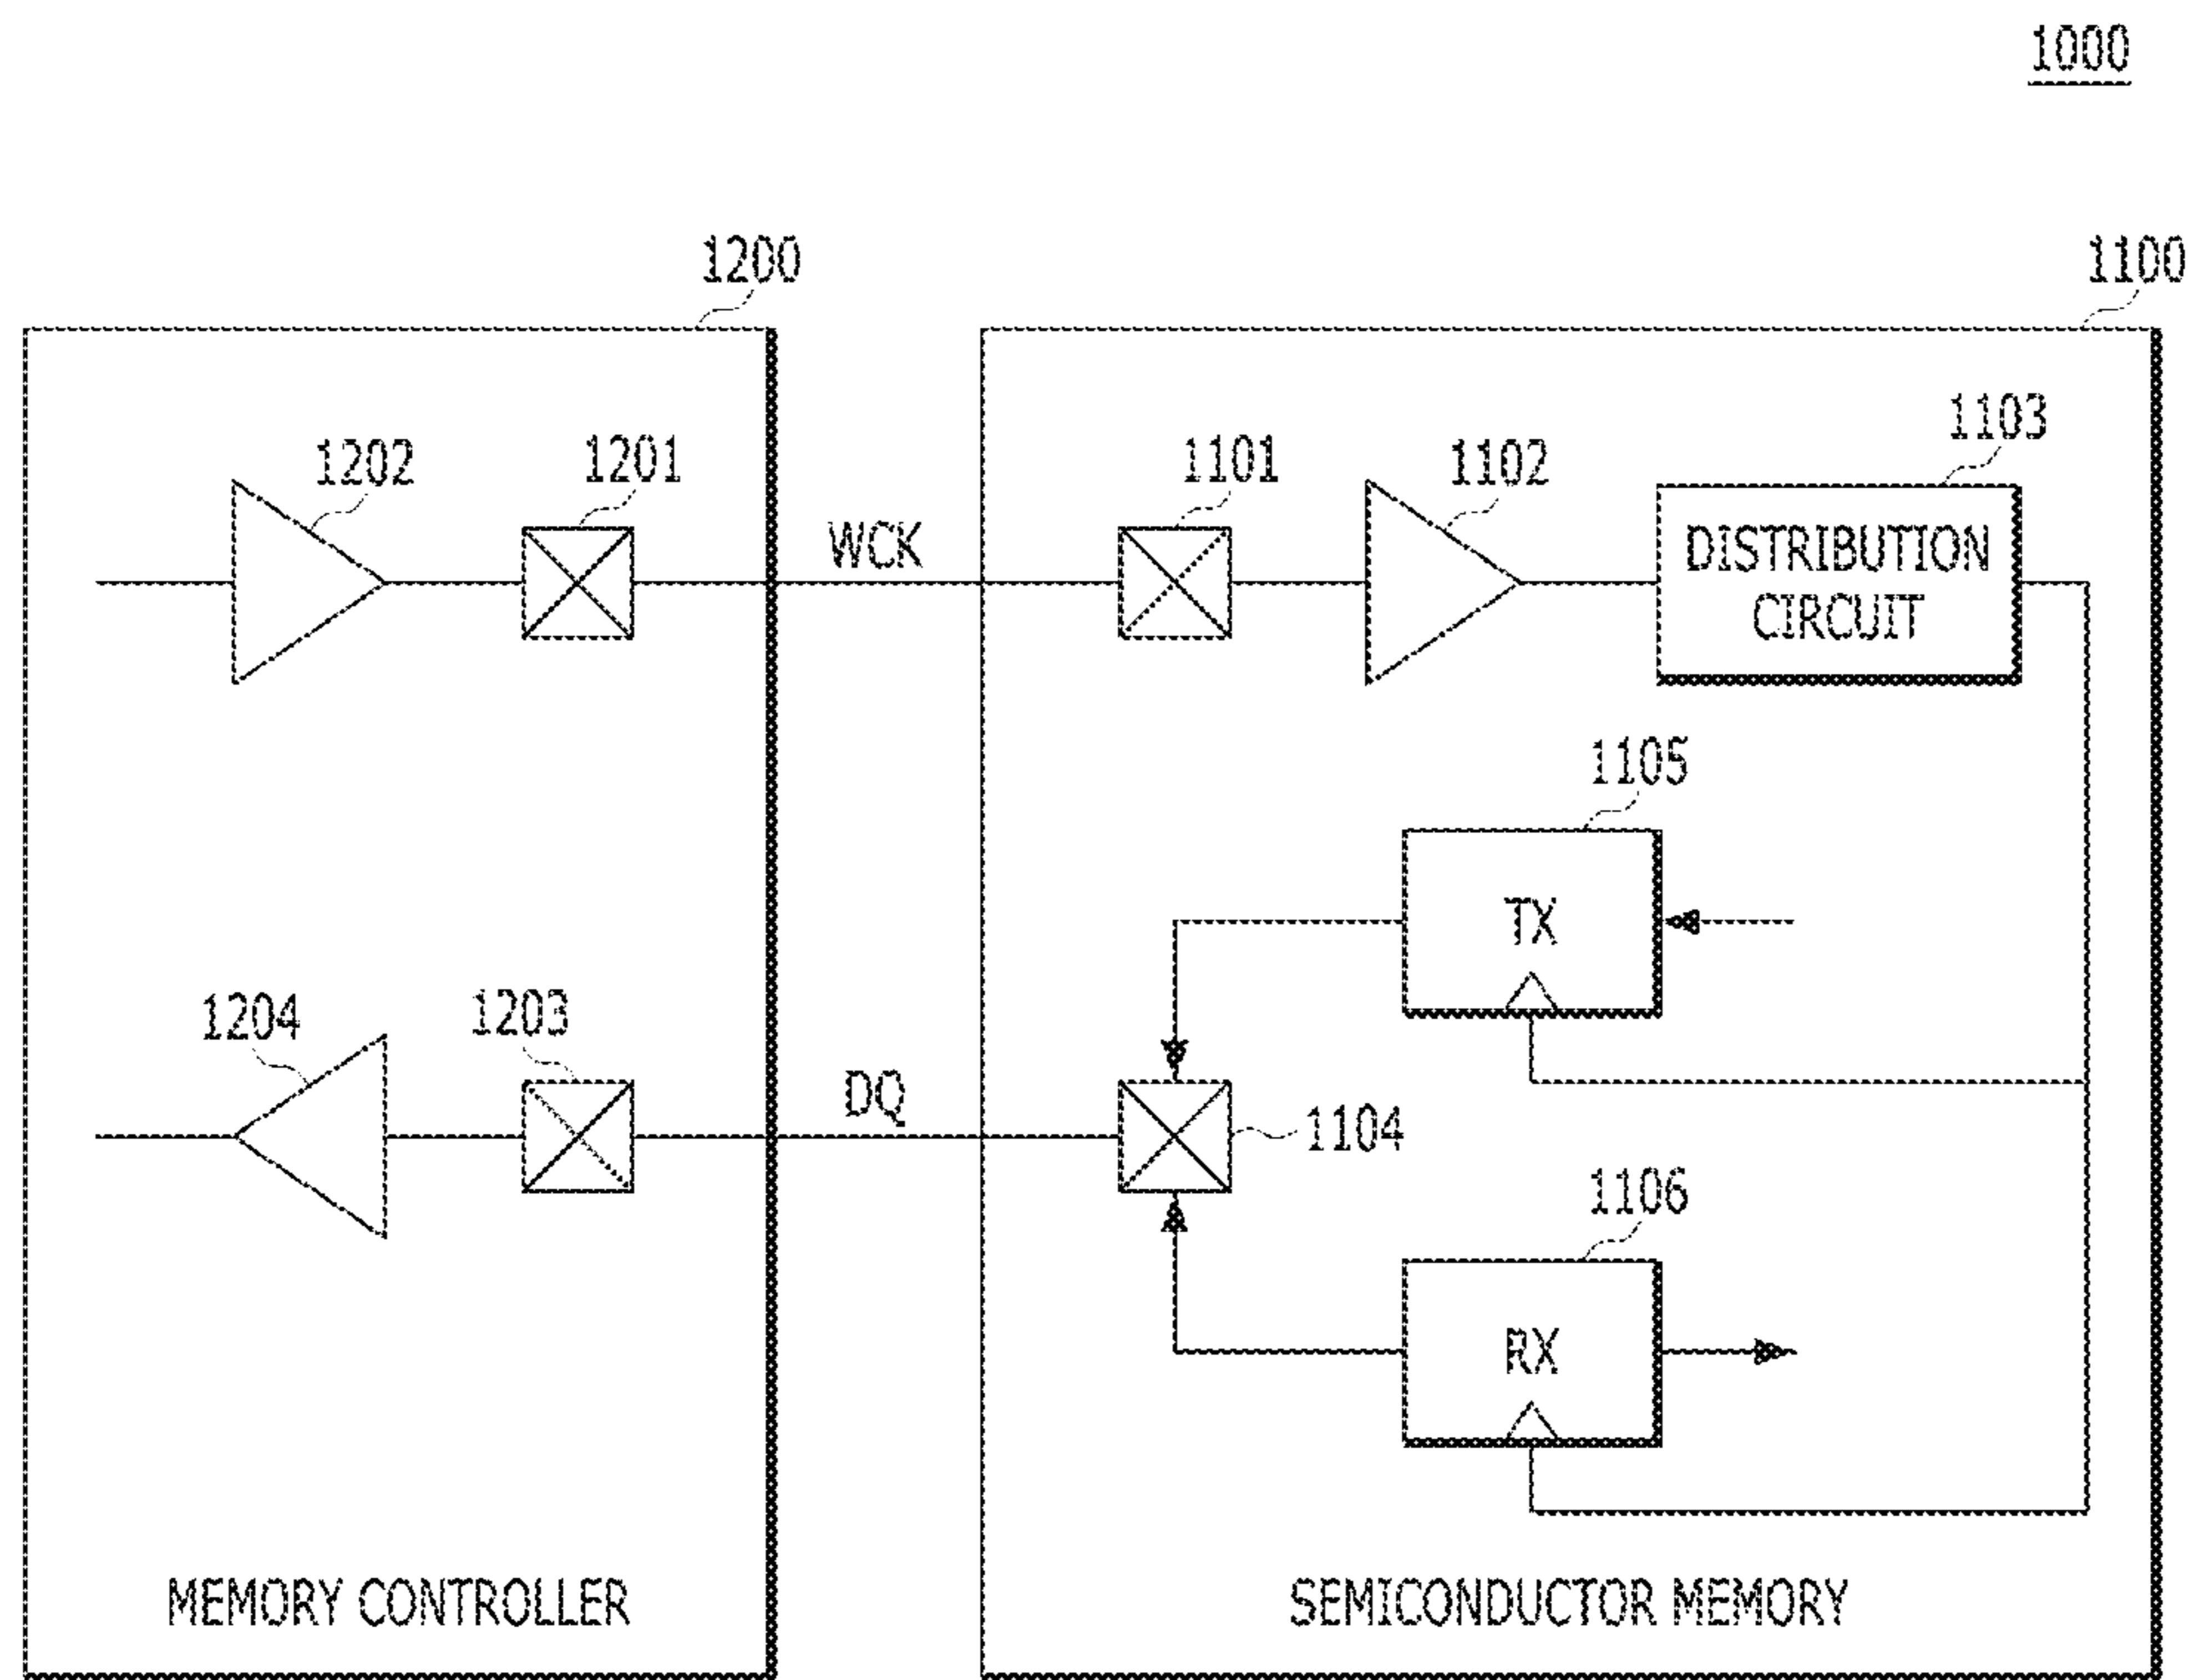 1000
1200
1100
1202
1201
WCK
1101
1102
1103
DISTRIBUTION
CIRCUIT
1105
TX
1204
1203
DQ
1104
1106
RX
MEMORY CONTROLLER
SEMICONDUCTOR MEMORY